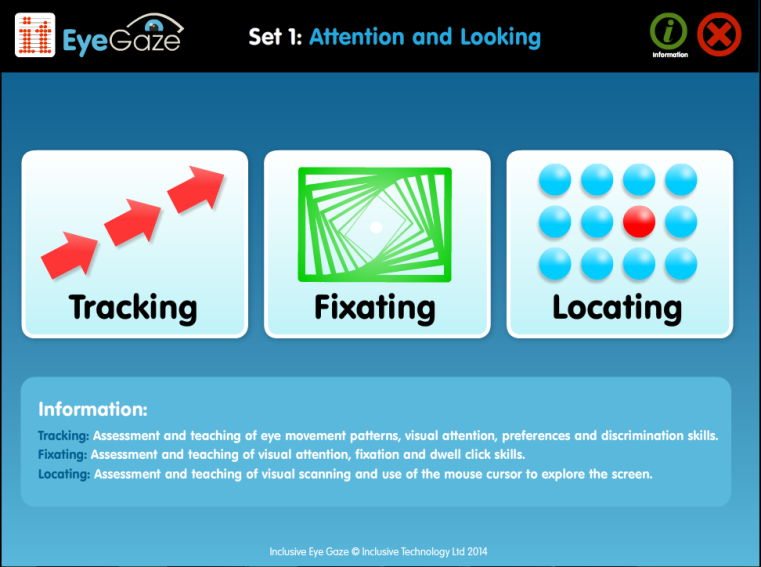 EyeGaze
Set 1: Attention and Looking
Information
Tracking
Fixating
Locating
Information:
Tracking: Assessment and teaching of eye movement patterns, visual attention, preferences and discrimination skills.
Fixating: Assessment and teaching of visual attention, fixation and dwell click skills.
Locating: Assessment and teaching of visual scanning and use of the mouse cursor to explore the screen.
Inclusive Eye Gaze © Inclusive Technology Ltd 2014